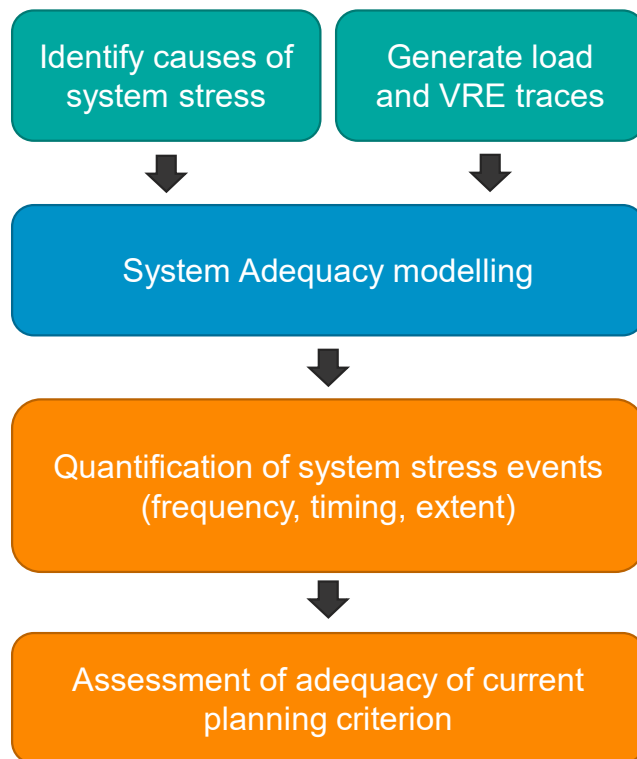 Identify causes of
system stress
Generate load
and VRE traces
System Adequacy modelling
Quantification of system stress events
(frequency, timing, extent)
Assessment of adequacy of current
planning criterion